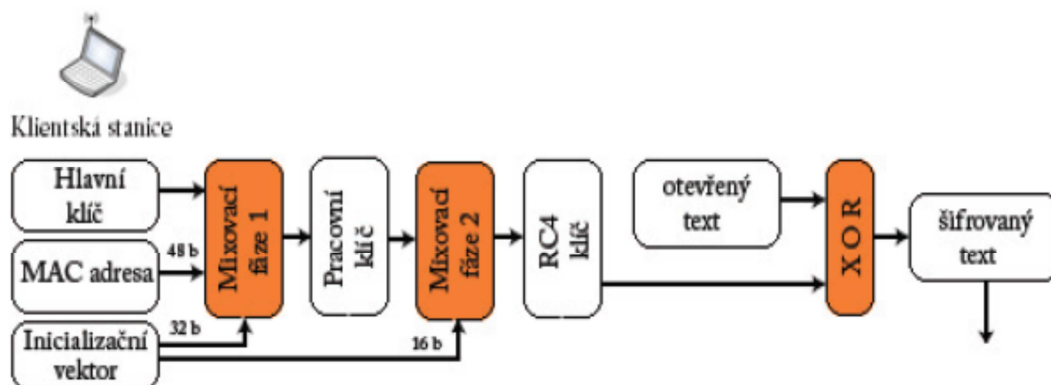 Klientská stanice
Hlavní
klíč
MAC adresa
48 b
Inicializační
vektor
32 b
16 b
Mixovací
fáze 1
Pracovní
klíč
Mixovací
fáze 2
RC4
klíč
otevřený
text
XOR
šifrovaný
text